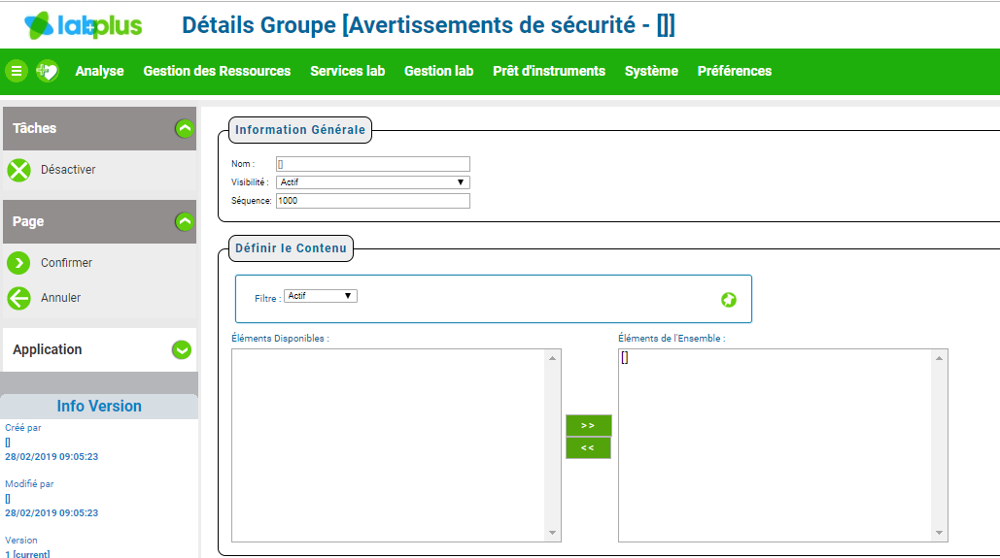 labplus
Détails Groupe [Avertissements de sécurité - []]
Analyse Gestion des Ressources Services lab Gestion lab Prêt d'instruments Système Préférences
Tâches
Désactiver
Page
Confirmer
Annuler
Application
Info Version
Créé par
[]
28/02/2019 09:05:23
Modifié par
[]
28/02/2019 09:05:23
Version
1 [current]
Information Générale
Nom : []
Visibilité : Actif
Séquence: 1000
Définir le Contenu
Filtre : Actif
Éléments Disponibles :
>>
<<
Éléments de l'Ensemble :
[]